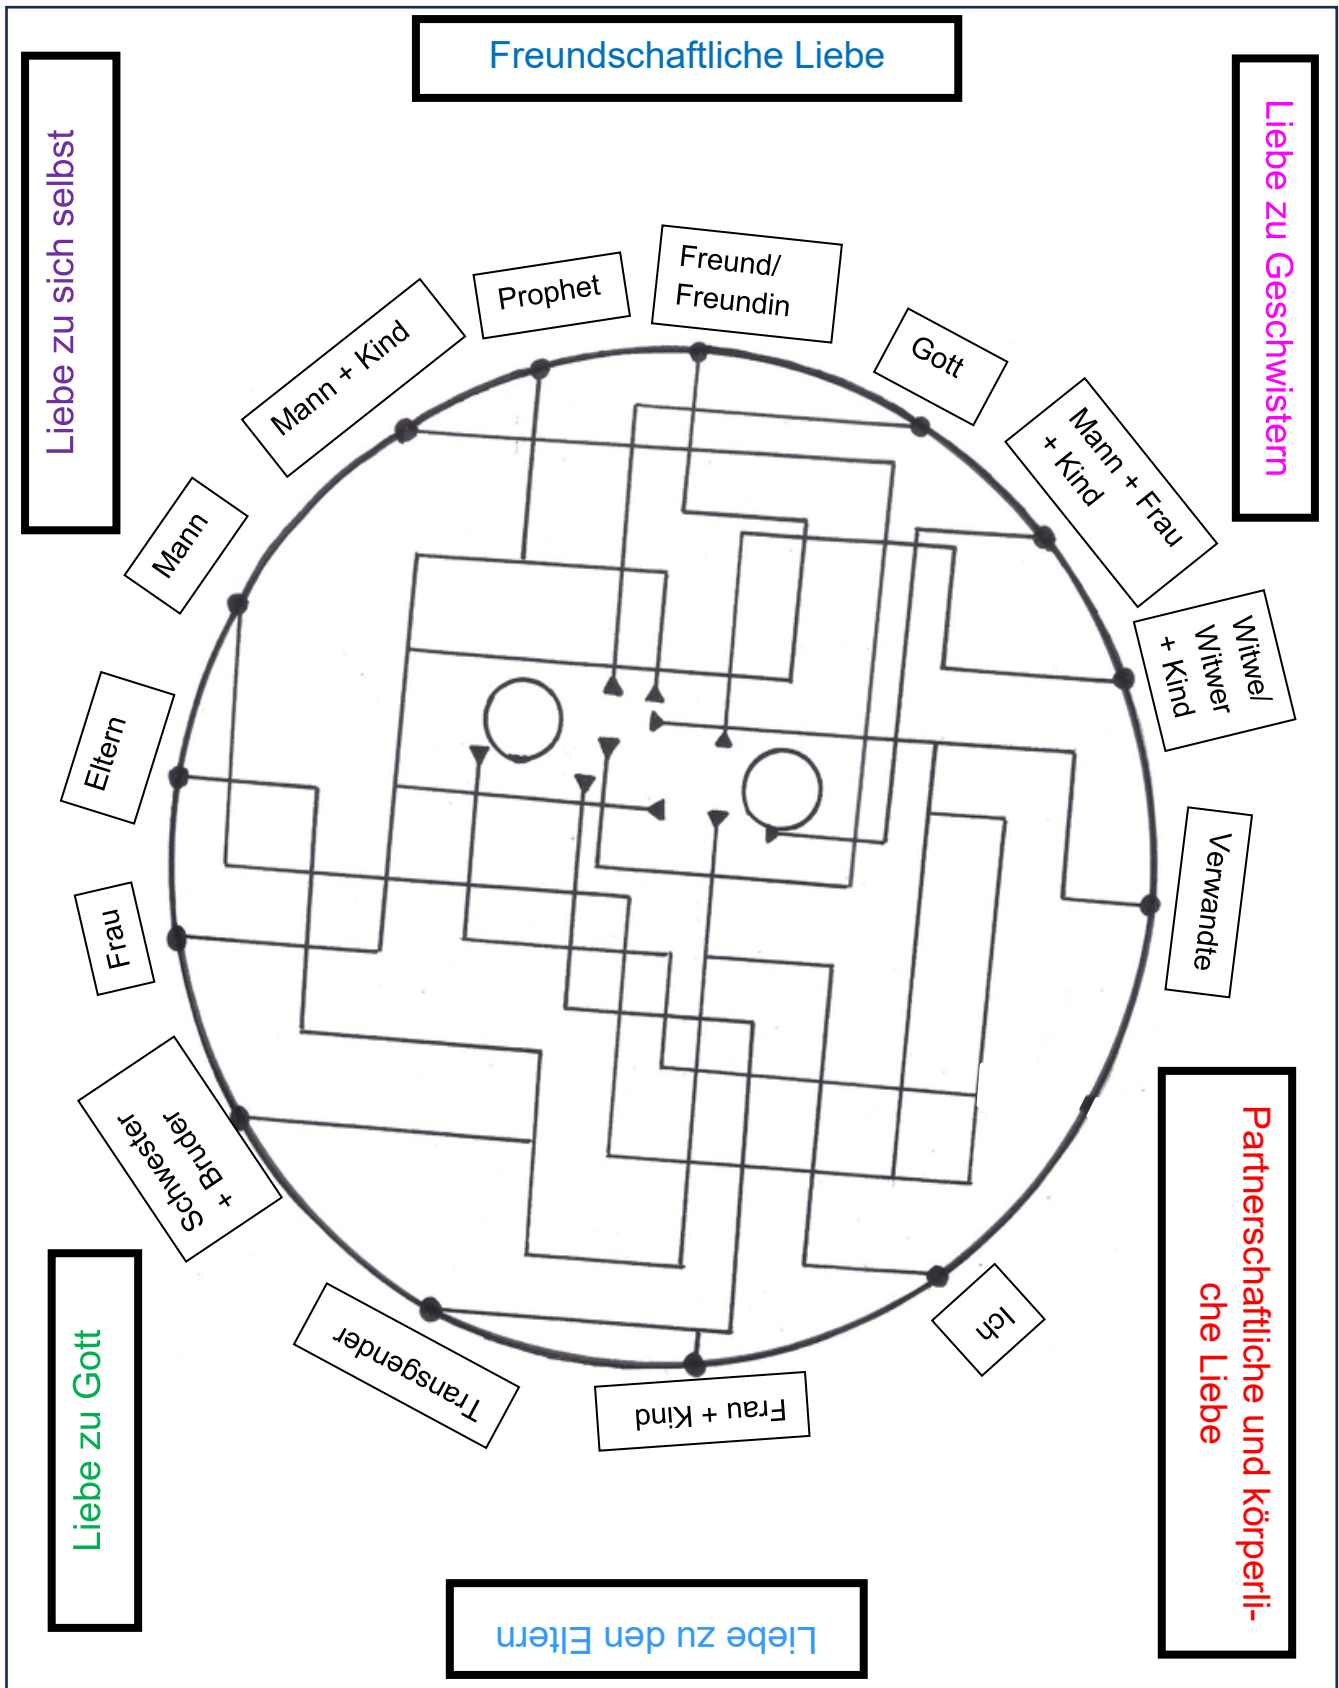 Freundschaftliche Liebe
Liebe zu sich selbst
Liebe zu Geschwistern
Freund/
Freundin
Prophet
Gott
Mann + Kind
Mann + Frau
+ Kind
Mann
Witwe/
Witwer
+ Kind
Eltern
Verwandte
Frau
Schwester
+ Bruder
Ich
Transgender
Frau + Kind
Partnerschaftliche und körperli-
che Liebe
Liebe zu Gott
Liebe zu den Eltern